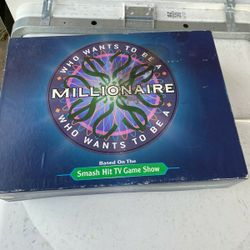 WHO WANTS TO BE A
MILLIONAIRE
WHO WANTS TO BE A
Based On The
Smash Hit TV Game Show